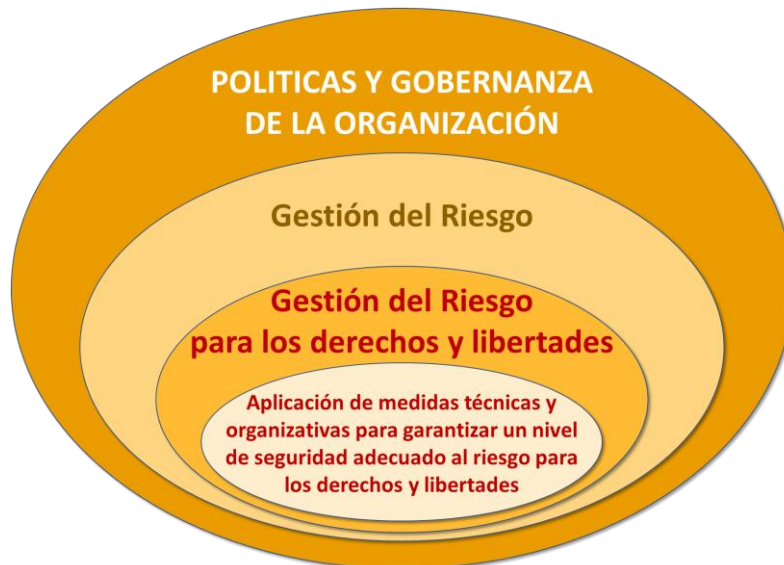 POLITICAS Y GOBERNANZA
DE LA ORGANIZACIÓN
Gestión del Riesgo
Gestión del Riesgo
para los derechos y libertades
Aplicación de medidas técnicas y
organizativas para garantizar un nivel
de seguridad adecuado al riesgo para
los derechos y libertades